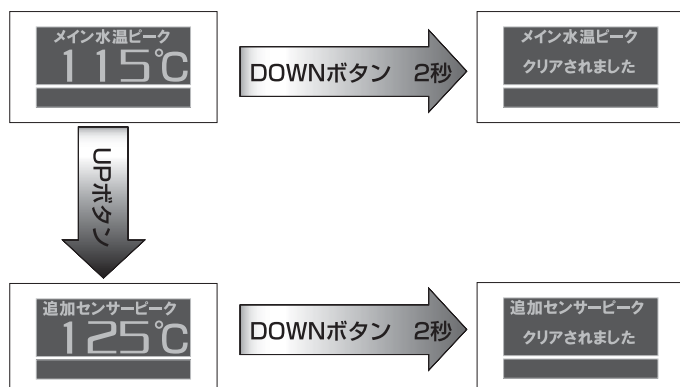 メイン水温ピーク
115℃
DOWNボタン 2秒
メイン水温ピーク
クリアされました
UPボタン
追加センサーピーク
125℃
DOWNボタン 2秒
追加センサーピーク
クリアされました